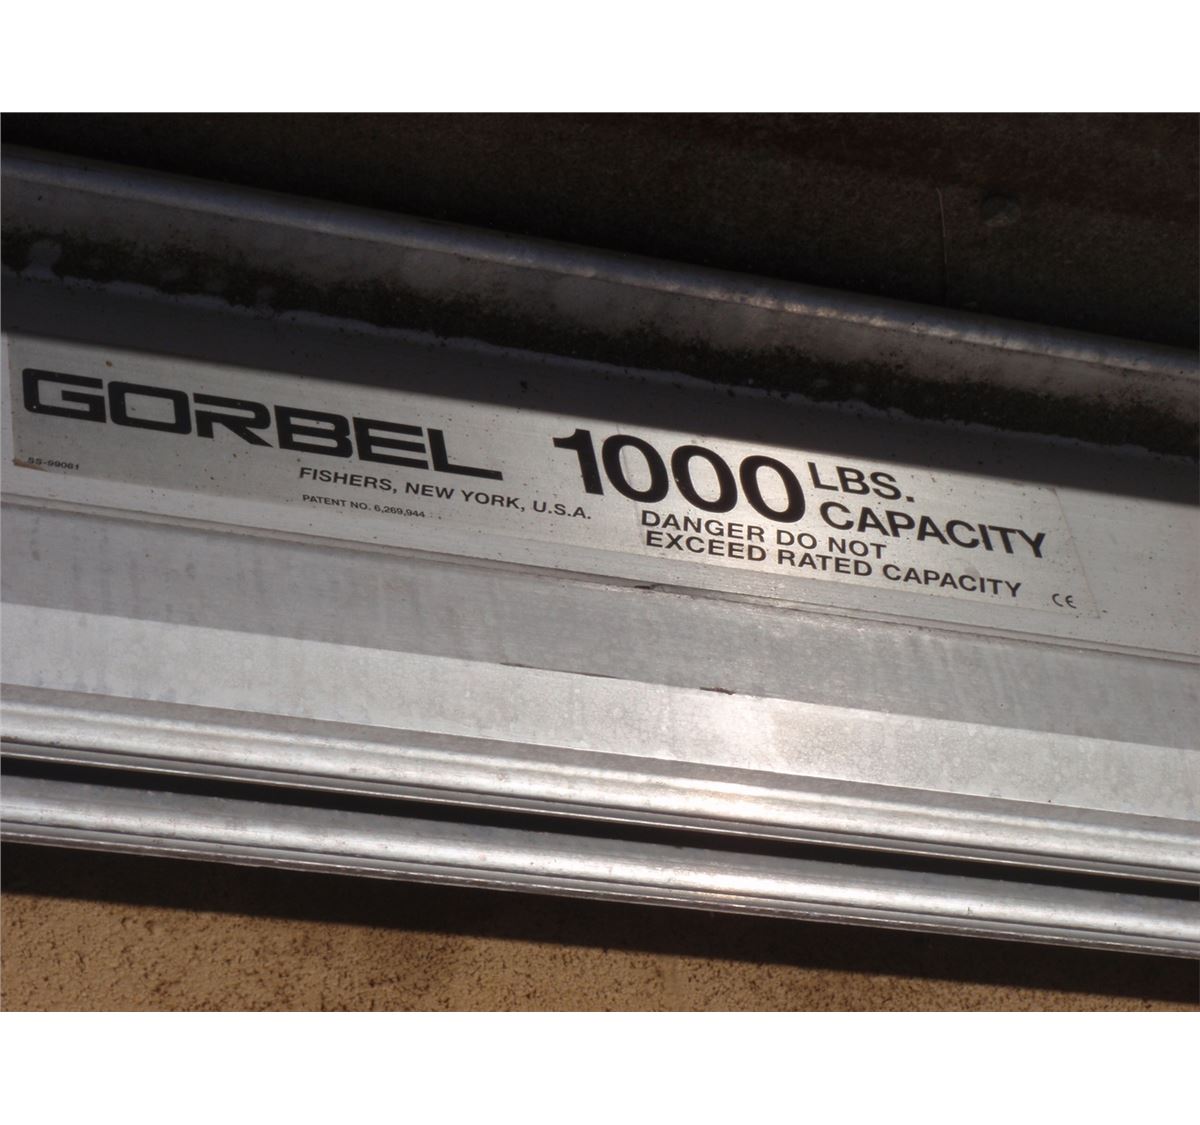 GORBEL
SS-99061
FISHERS, NEW YORK, U.S.A.
PATENT NO. 6,269,944
1000 LBS.
CAPACITY
DANGER DO NOT
EXCEED RATED CAPACITY
CE